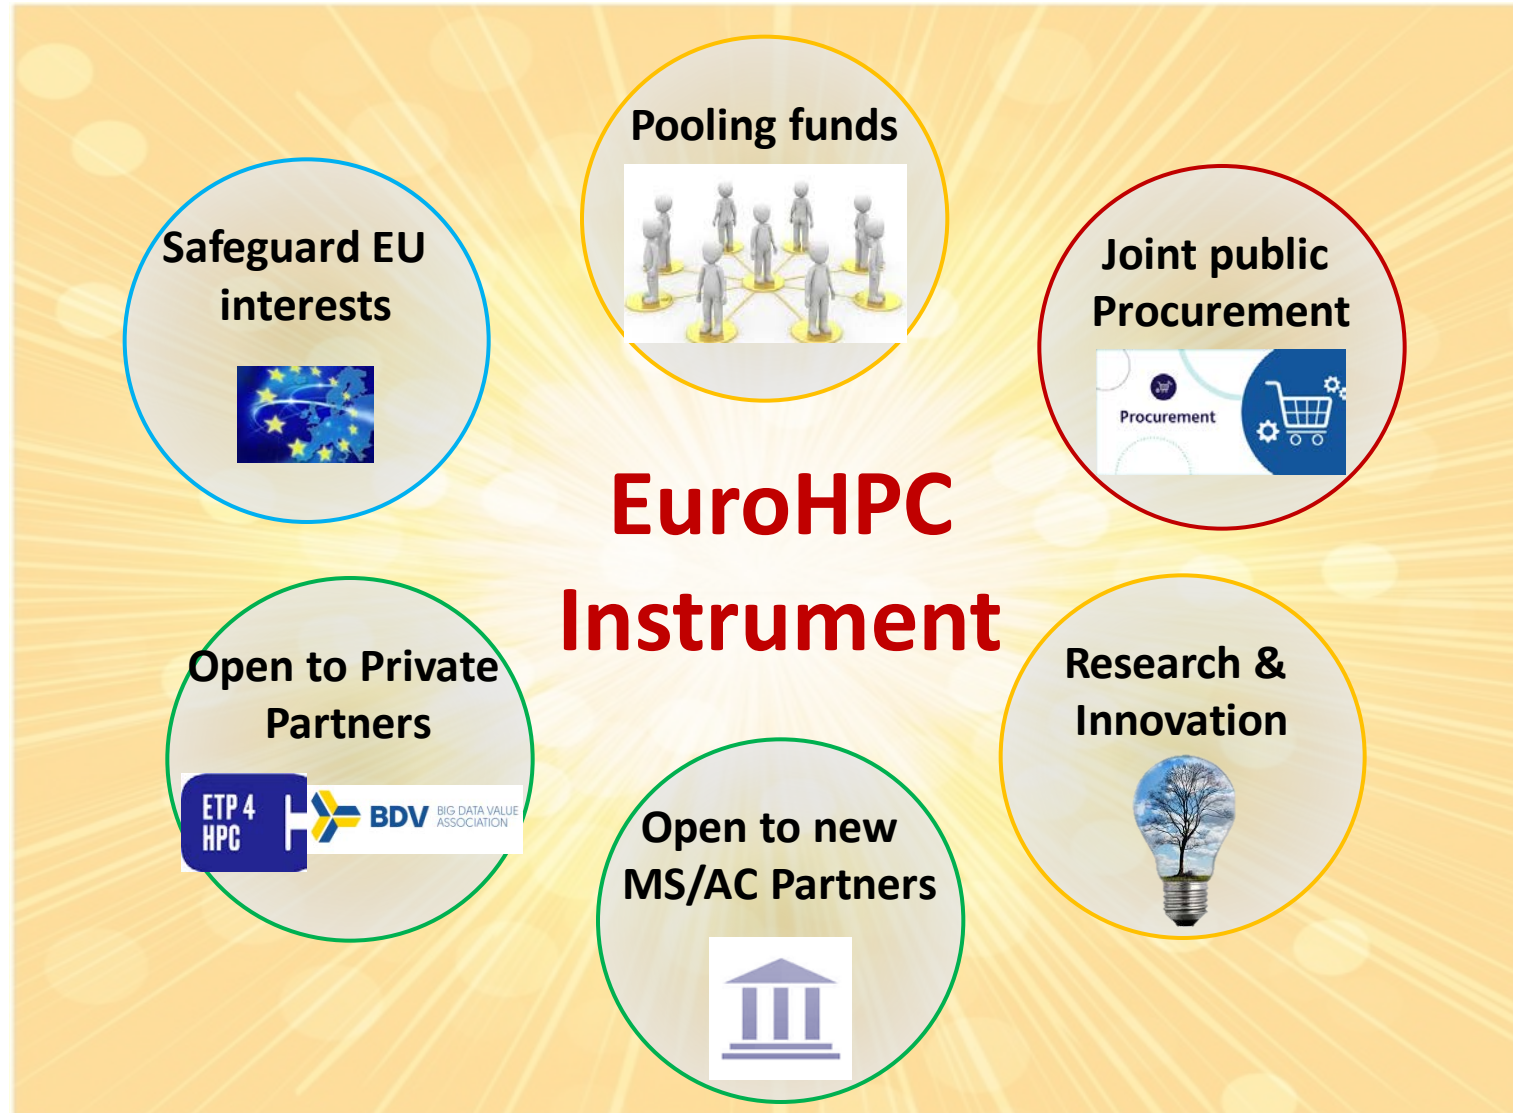 Pooling funds
Safeguard EU
interests
Joint public
Procurement
Procurement
EuroHPC
Instrument
Open to Private
Partners
ETP 4
HPC
BDV
BIG DATA VALUE
ASSOCIATION
Research &
Innovation
Open to new
MS/AC Partners